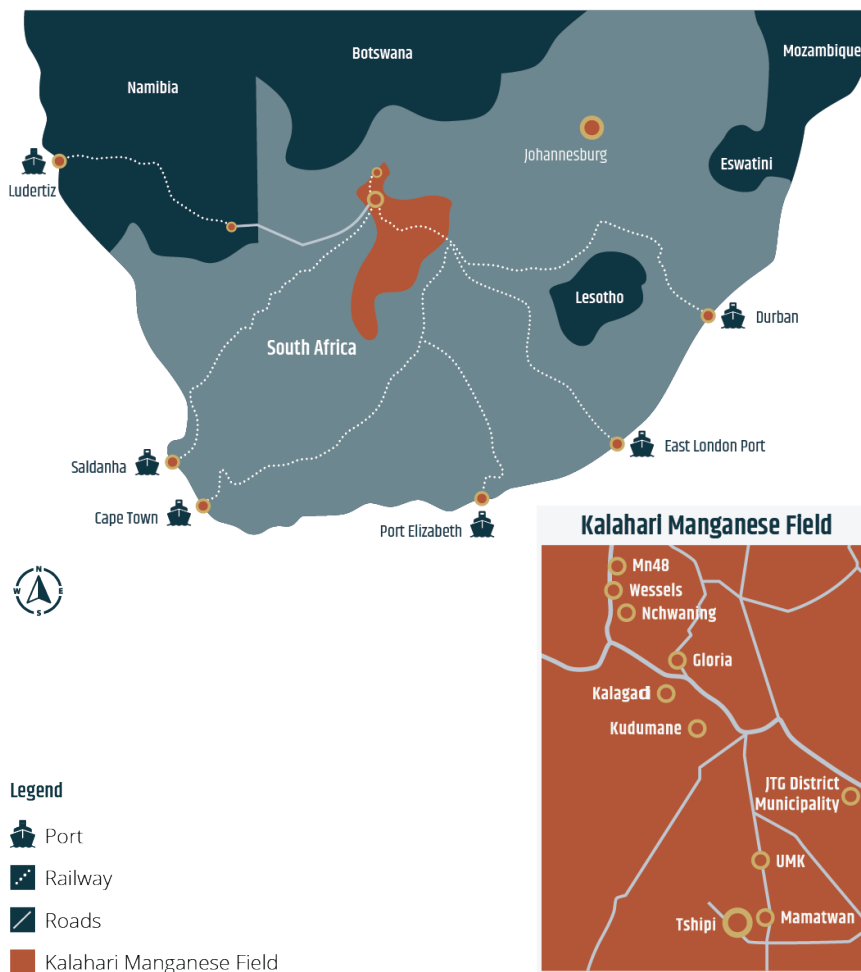 Botswana
Mozambique
Namibia
Johannesburg
Ludertiz
Eswatini
Lesotho
Durban
South Africa
East London Port
Saldanha
Cape Town
Port Elizabeth
Kalaharl Manganese Field
N
W E
S
Mn48
Wessels
Nchwaning
Gloria
Kalagadi
Kudumane
JTG District
Municipality
UMK
Tshipi
Mamatwan
Legend
Port
Railway
Roads
Kalahari Manganese Field